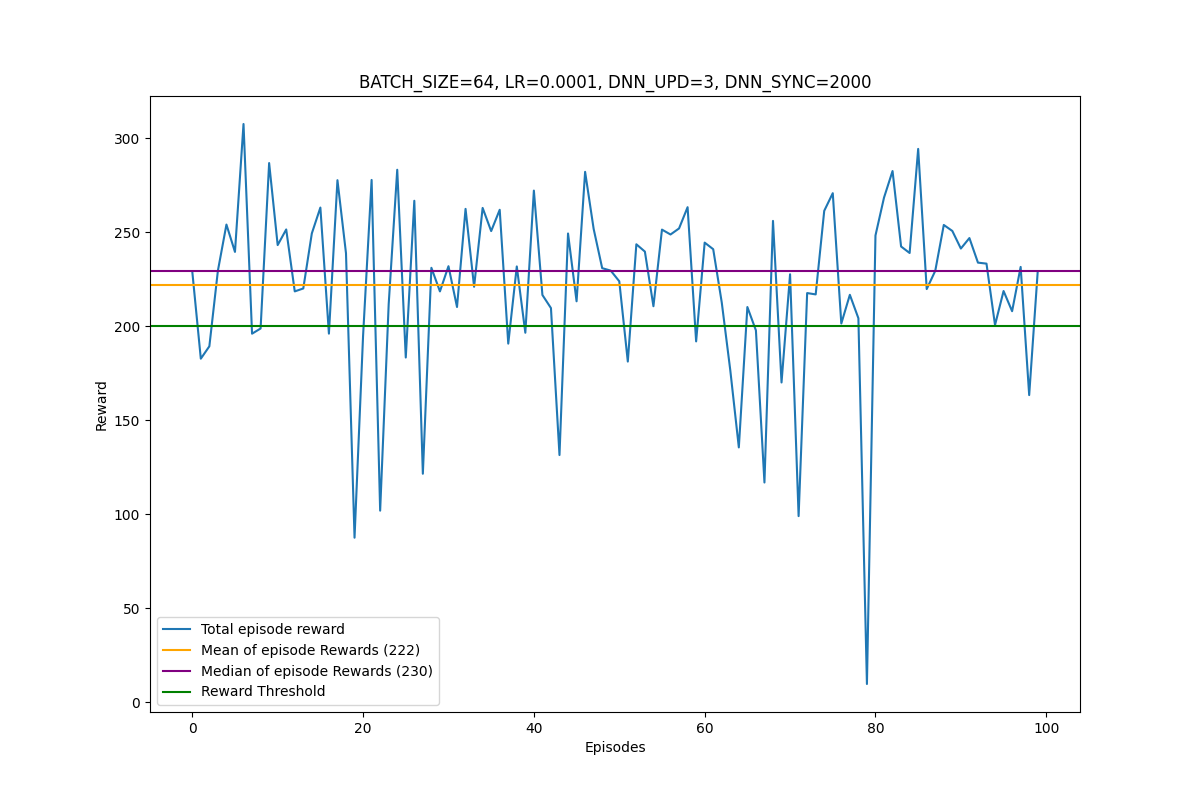 BATCH_SIZE=64, LR=0.0001, DNN_UPD=3, DNN_SYNC=2000
300
250
200
150
100
50
0
Reward
Total episode reward
Mean of episode Rewards (222)
Median of episode Rewards (230)
Reward Threshold
0 20 40 60 80 100
Episodes